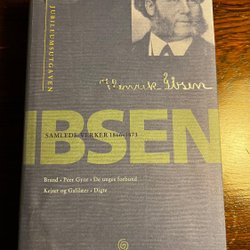 JUBILEUMSUTGAVEN
Henrik Ibsen
SAMLEDE VERKER 1866-1873
IBSEN
Brand - Peer Gynt - De unges forbund
Kejser og Galilæer - Digte